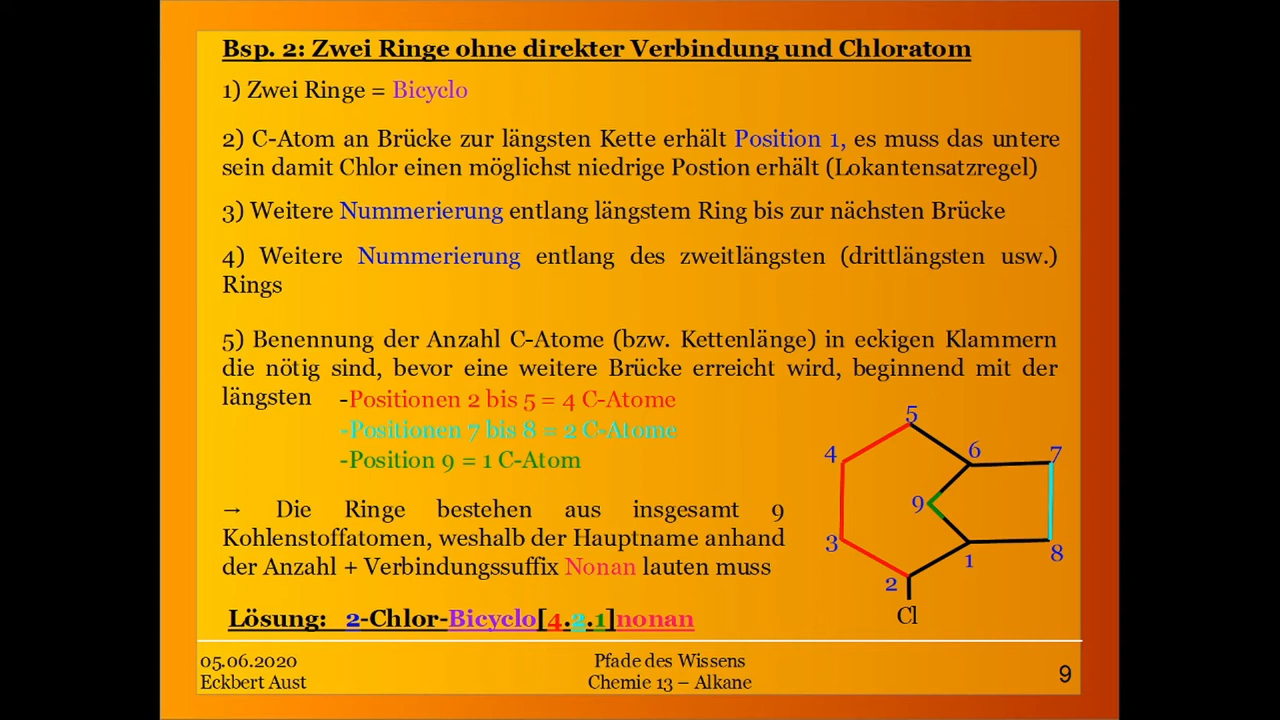 Bsp. 2: Zwei Ringe ohne direkter Verbindung und Chloratom
1) Zwei Ringe = Bicyclo
2) C-Atom an Brücke zur längsten Kette erhält Position 1, es muss das untere
sein damit Chlor einen möglichst niedrige Postion erhält (Lokantensatzregel)
3) Weitere Nummerierung entlang längstem Ring bis zur nächsten Brücke
4) Weitere Nummerierung entlang des zweitlängsten (drittlängsten usw.)
Rings
5) Benennung der Anzahl C-Atome (bzw. Kettenlänge) in eckigen Klammern
die nötig sind, bevor eine weitere Brücke erreicht wird, beginnend mit der
längsten
-Positionen 2 bis 5 = 4 C-Atome
-Positionen 7 bis 8 = 2 C-Atome
-Position 9 = 1 C-Atom
→ Die Ringe bestehen aus insgesamt 9
Kohlenstoffatomen, weshalb der Hauptname anhand
der Anzahl + Verbindungssuffix Nonan lauten muss
Lösung: 2-Chlor-Bicyclo[4.2.1]nonan
5
4
6
7
9
3
1
8
2
Cl
05.06.2020
Eckbert Aust
Pfade des Wissens
Chemie 13 – Alkane
9